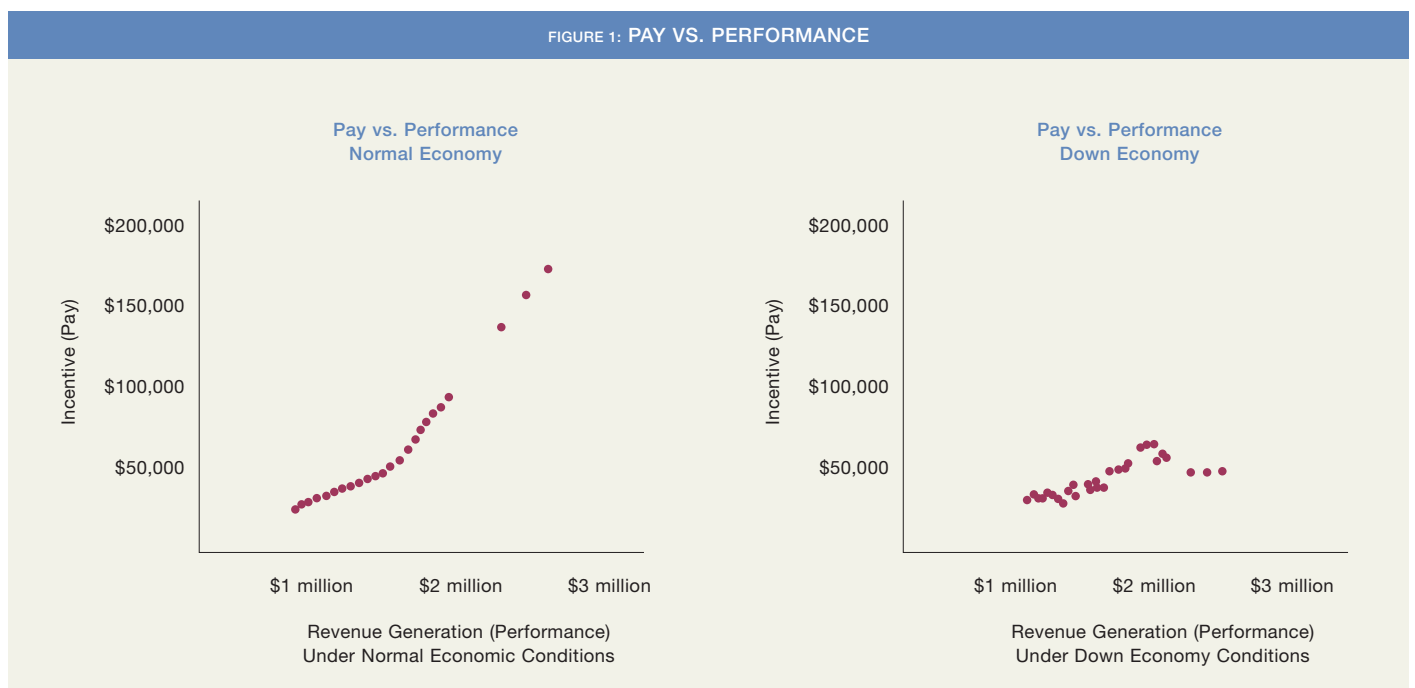 FIGURE 1: PAY VS. PERFORMANCE
Pay vs. Performance
Normal Economy
$200,000
$150,000
$100,000
$50,000
Incentive (Pay)
$1 million
$2 million
$3 million
Revenue Generation (Performance)
Under Normal Economic Conditions
Pay vs. Performance
Down Economy
$200,000
$150,000
$100,000
$50,000
Incentive (Pay)
$1 million
$2 million
$3 million
Revenue Generation (Performance)
Under Down Economy Conditions